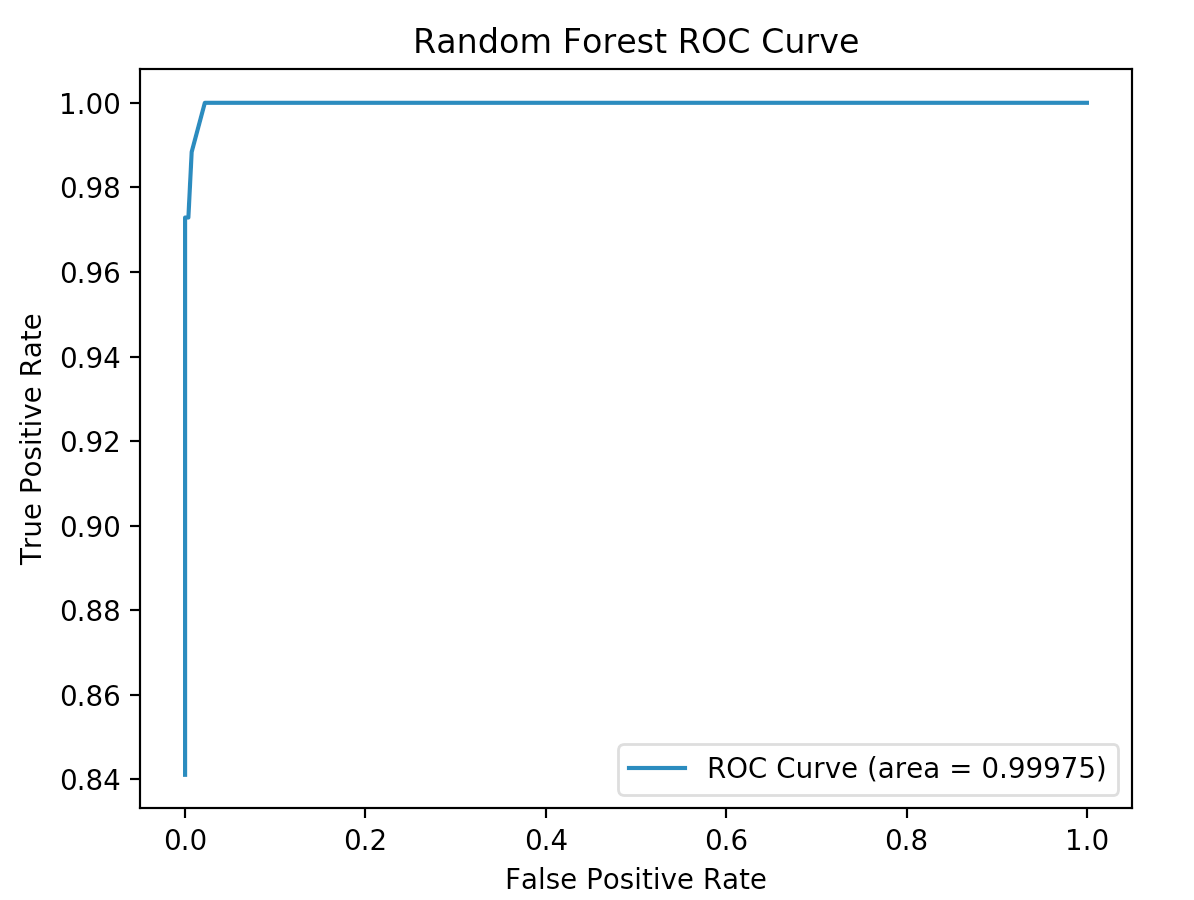 Random Forest ROC Curve
True Positive Rate
1.00
0.98
0.96
0.94
0.92
0.90
0.88
0.86
0.84
ROC Curve (area = 0.99975)
0.0 0.2 0.4 0.6 0.8 1.0
False Positive Rate